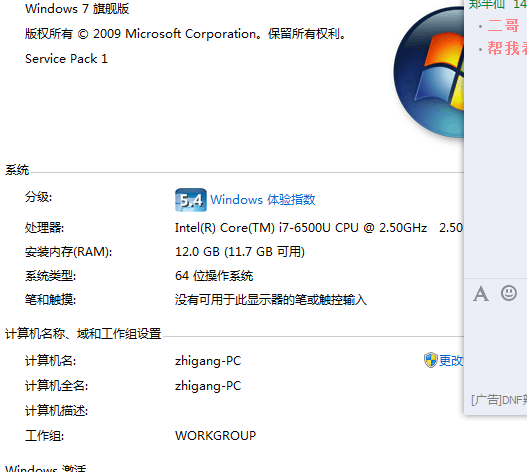 Windows 7 旗舰版
版权所有 © 2009 Microsoft Corporation。保留所有权利。
Service Pack 1
系统
分级: 5.4 Windows 体验指数
处理器: Intel(R) Core(TM) i7-6500U CPU @ 2.50GHz 2.50
安装内存(RAM): 12.0 GB (11.7 GB 可用)
系统类型: 64 位操作系统
笔和触摸: 没有可用于此显示器的笔或触控输入
计算机名称、域和工作组设置
计算机名: zhigang-PC 更改
计算机全名: zhigang-PC
计算机描述:
工作组: WORKGROUP
Windows 激活
郑半仙 14
· 二哥
· 帮我看
[广告]DNF